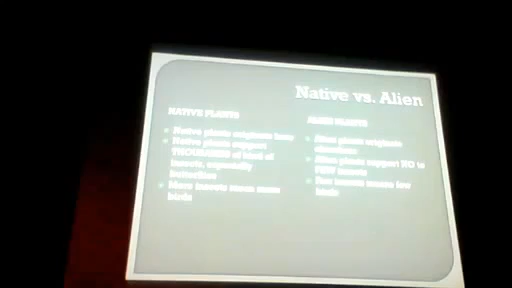 Native vs. Alien
NATIVE PLANTS
Native plants originate here
Native plants support
THOUSANDS of kind of
insects, especially
butterflies
More insects mean more
birds
ALIEN PLANTS
Alien plants originate
Alien plants support NO to
FEW insects
Few insects means few